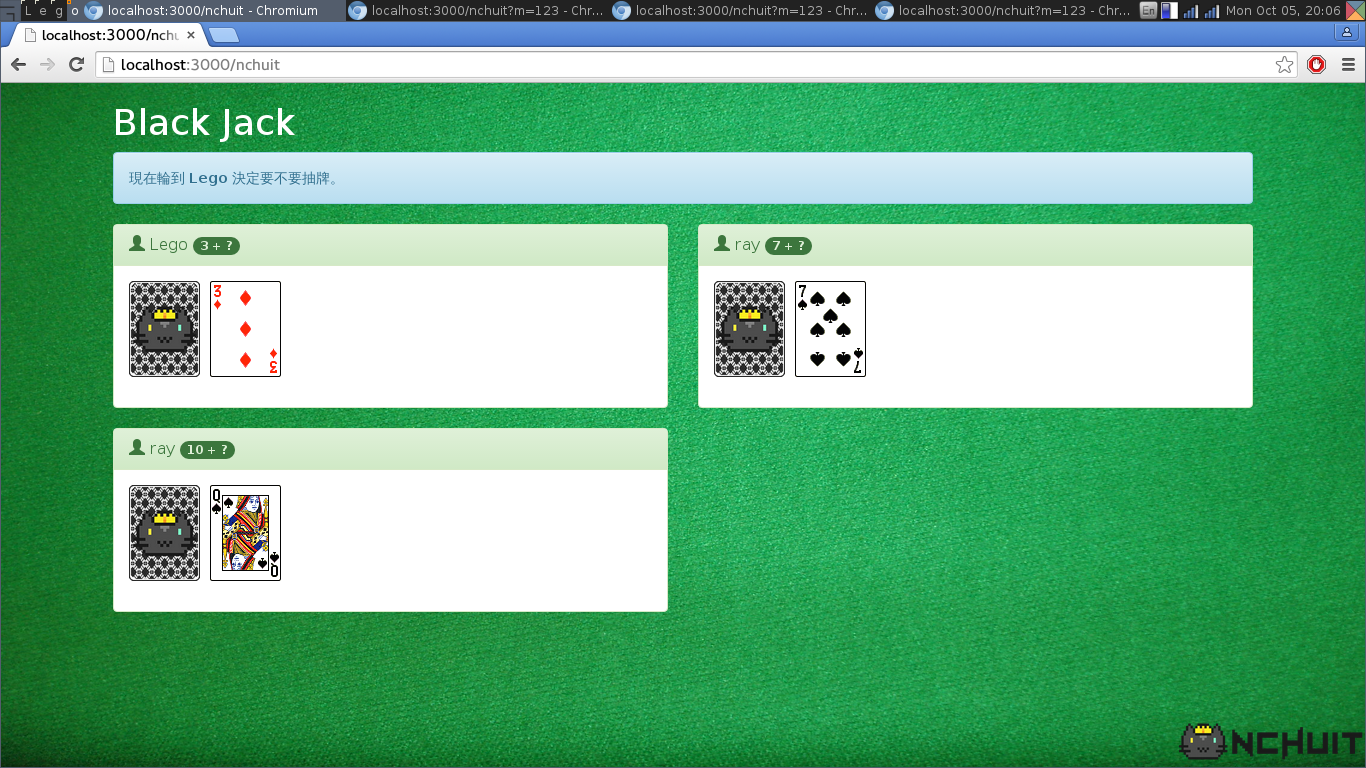 L e g o localhost:3000/nchuit - Chromium localhost:3000/nchuit?m=123 - Chr... localhost:3000/nchuit?m=123 - Chr... localhost:3000/nchuit?m=123 - Chr... En Mon Oct 05, 20:06
localhost:3000/nchu
localhost:3000/nchuit
Black Jack
現在輪到 Lego 決定要不要抽牌。
Lego 3 + ?
ray 7 + ?
3
3
7
7
ray 10 + ?
Q
Q
NCHUIT